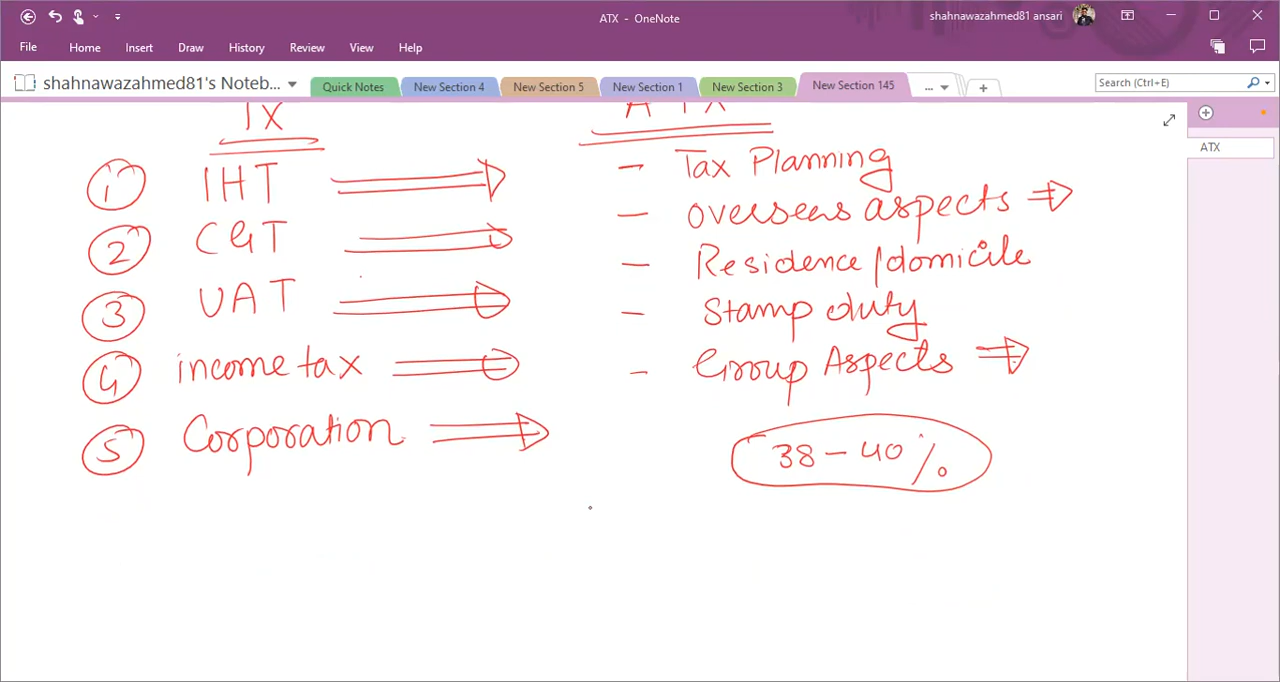 ATX - OneNote
shahnawazahmed81 ansari
File Home Insert Draw History Review View Help
shahnawazahmed81's Noteb...
Quick Notes New Section 4 New Section 5 New Section 1 New Section 3 New Section 145 ...
Search (Ctrl+E)
ATX
TX
ATX
1 IHT
2 CGT
3 VAT
4 income tax
5 Corporation
- Tax Planning
- Overseas aspects
- Residence/domicile
- Stamp duty
- Group Aspects
38 - 40%